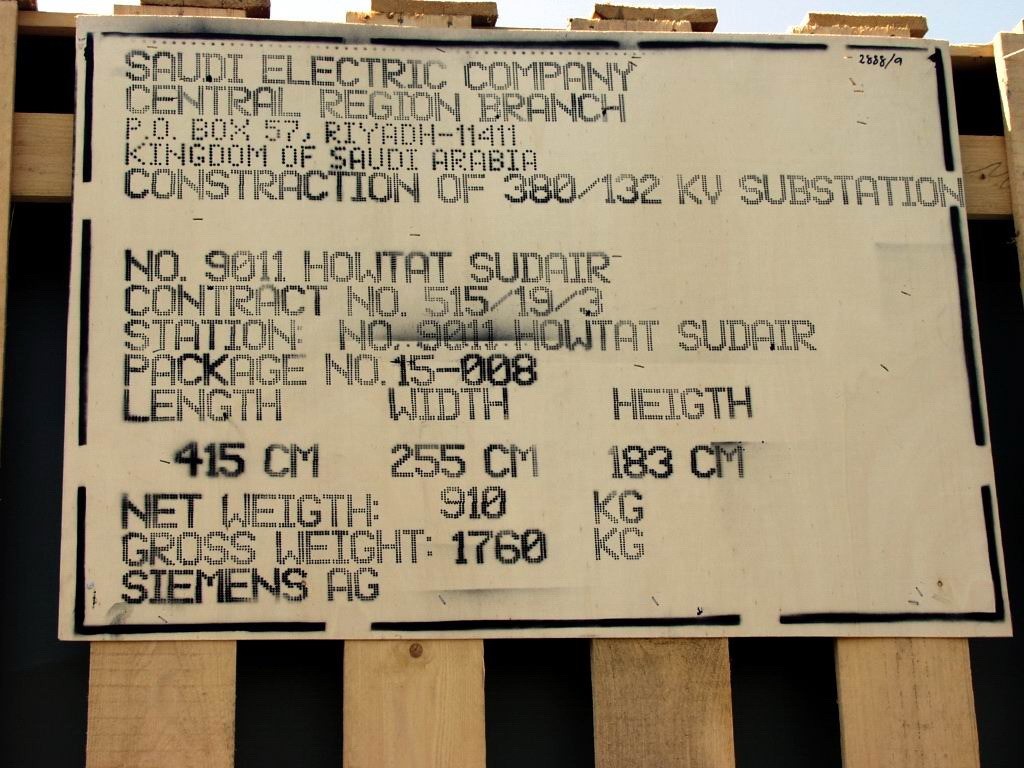 2888/9
SAUDI ELECTRIC COMPANY
CENTRAL REGION BRANCH
P.O. BOX 57, RIYADH-11411
KINGDOM OF SAUDI ARABIA
CONSTRACTION OF 380/132 KV SUBSTATION
NO. 9011 HOWTAT SUDAIR
CONTRACT NO. 515/19/3
STATION: NO. 9011 HOWTAT SUDAIR
PACKAGE NO. 15-008
LENGTH WIDTH HEIGTH
415 CM 255 CM 183 CM
NET WEIGTH: 910 KG
GROSS WEIGHT: 1760 KG
SIEMENS AG